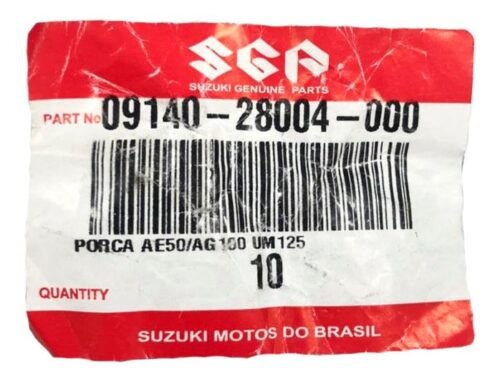 SGP
SUZUKI GENUINE PARTS
PART No 09140-28004-000
PORCA AE50/AG100 UM125
10
QUANTITY
SUZUKI MOTOS DO BRASIL